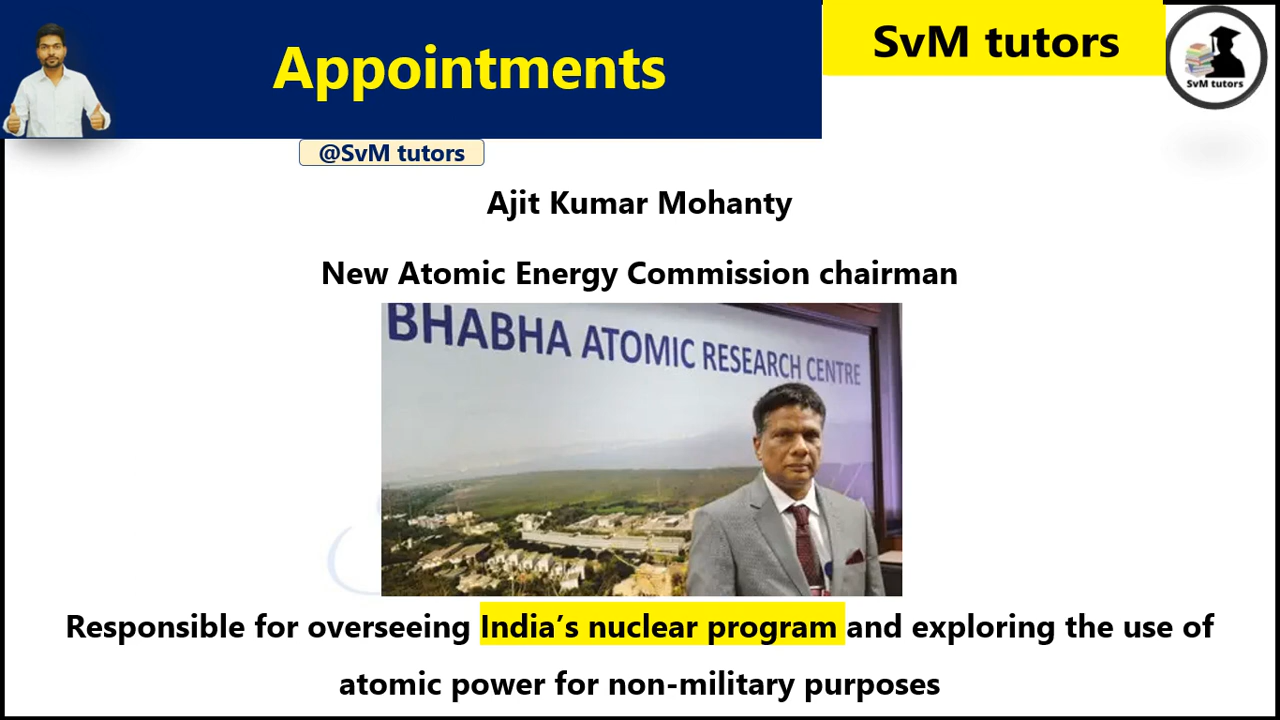 Appointments
SvM tutors
SvM tutors
@SvM tutors
Ajit Kumar Mohanty
New Atomic Energy Commission chairman
BHABHA ATOMIC RESEARCH CENTRE
Responsible for overseeing India’s nuclear program and exploring the use of
atomic power for non-military purposes